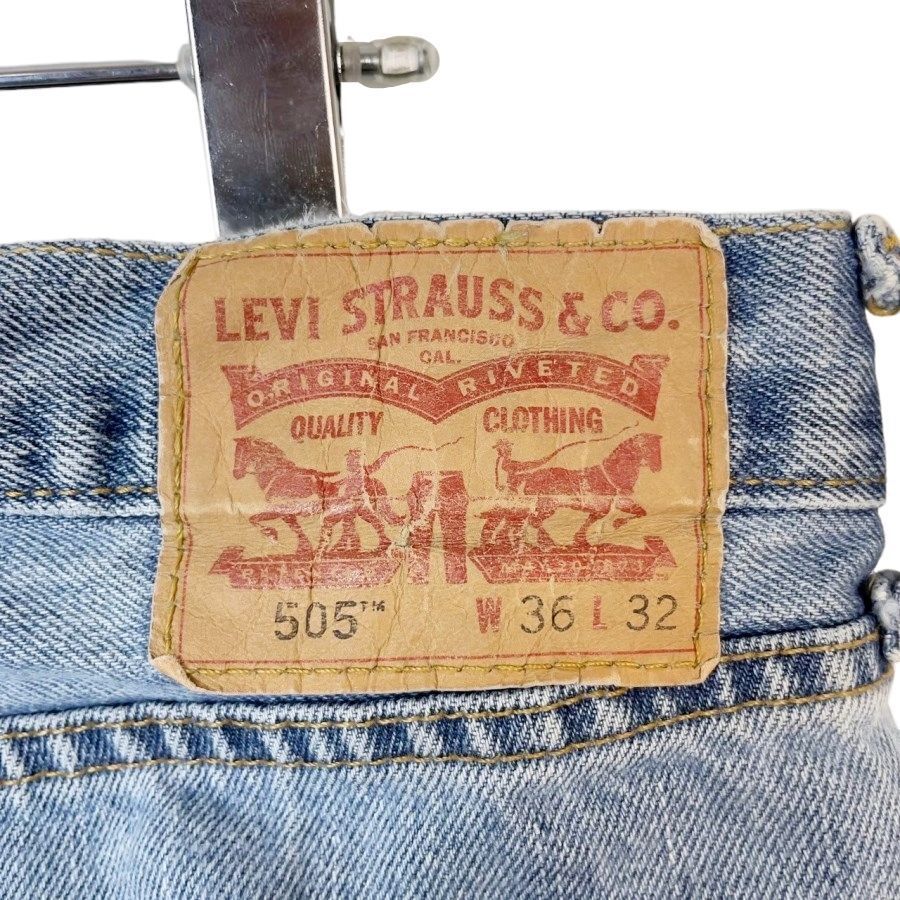 LEVI STRAUSS & CO.
SAN FRANCISCO
CAL.
ORIGINAL RIVETED
QUALITY CLOTHING
505™ W 36 L 32